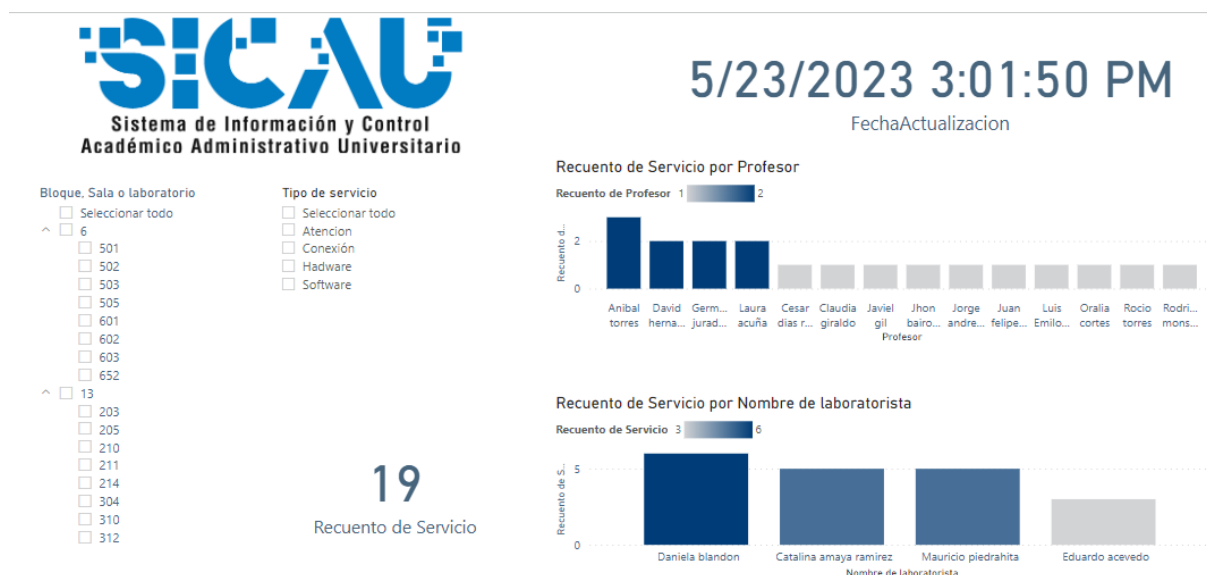 SICAU
Sistema de Información y Control
Académico Administrativo Universitario
5/23/2023 3:01:50 PM
FechaActualizacion
Bloque, Sala o laboratorio
Seleccionar todo
6
501
502
503
505
601
602
603
652
13
203
205
210
211
214
304
310
312
Tipo de servicio
Seleccionar todo
Atencion
Conexión
Hadware
Software
19
Recuento de Servicio
Recuento de Servicio por Profesor
Recuento de Profesor 1 2
Recuento d...
2
0
Anibal David Germ... Laura Cesar Claudia Javiel Jhon Jorge Juan Luis Oralia Rocio Rodri...
torres herna... jurad... acuña dias r... giraldo gil bairo... andre... felipe... Emilo... cortes torres mons...
Profesor
Recuento de Servicio por Nombre de laboratorista
Recuento de Servicio 3 6
Recuento de S...
5
0
Daniela blandon Catalina amaya ramirez Mauricio piedrahita Eduardo acevedo
Nombre de laboratorista